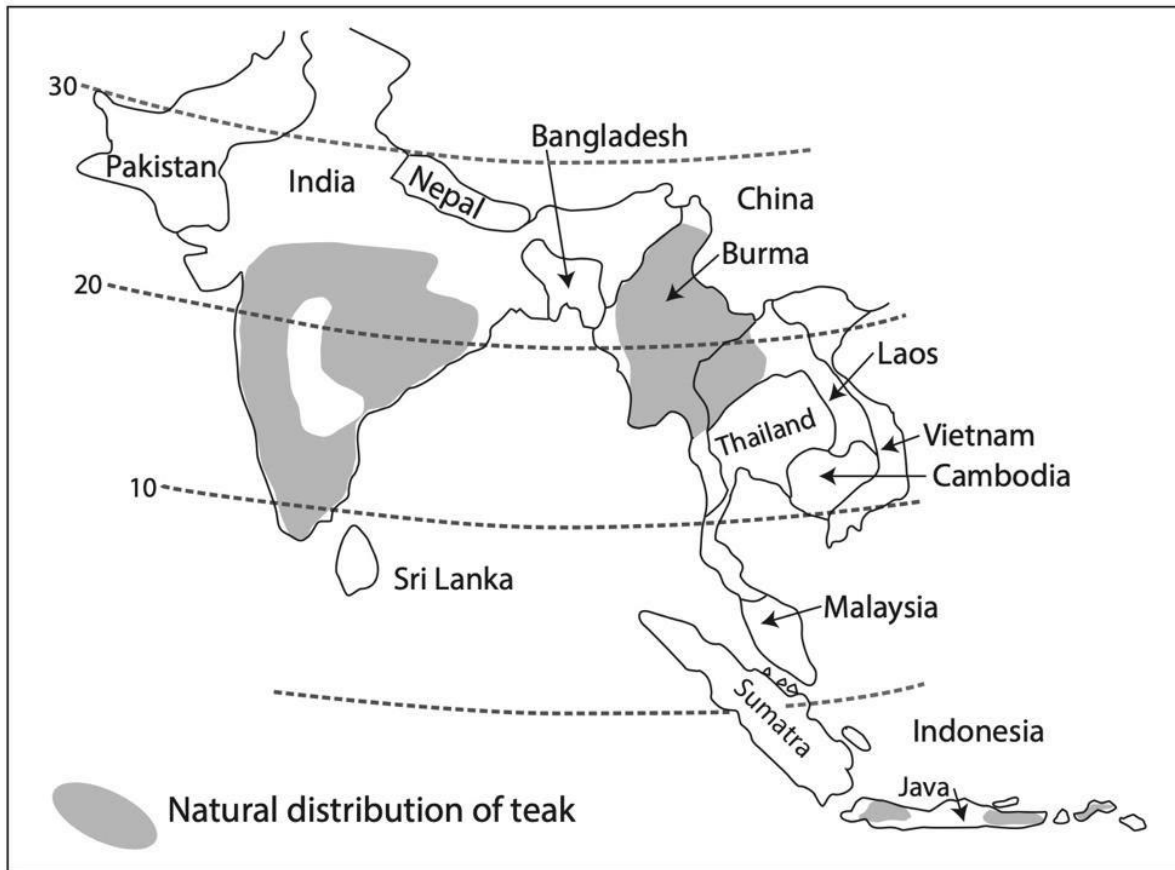 30
Bangladesh
Pakistan
India
Nepal
China
Burma
20
Laos
Thailand
Vietnam
Cambodia
10
Sri Lanka
Malaysia
Sumatra
Indonesia
Java
Natural distribution of teak